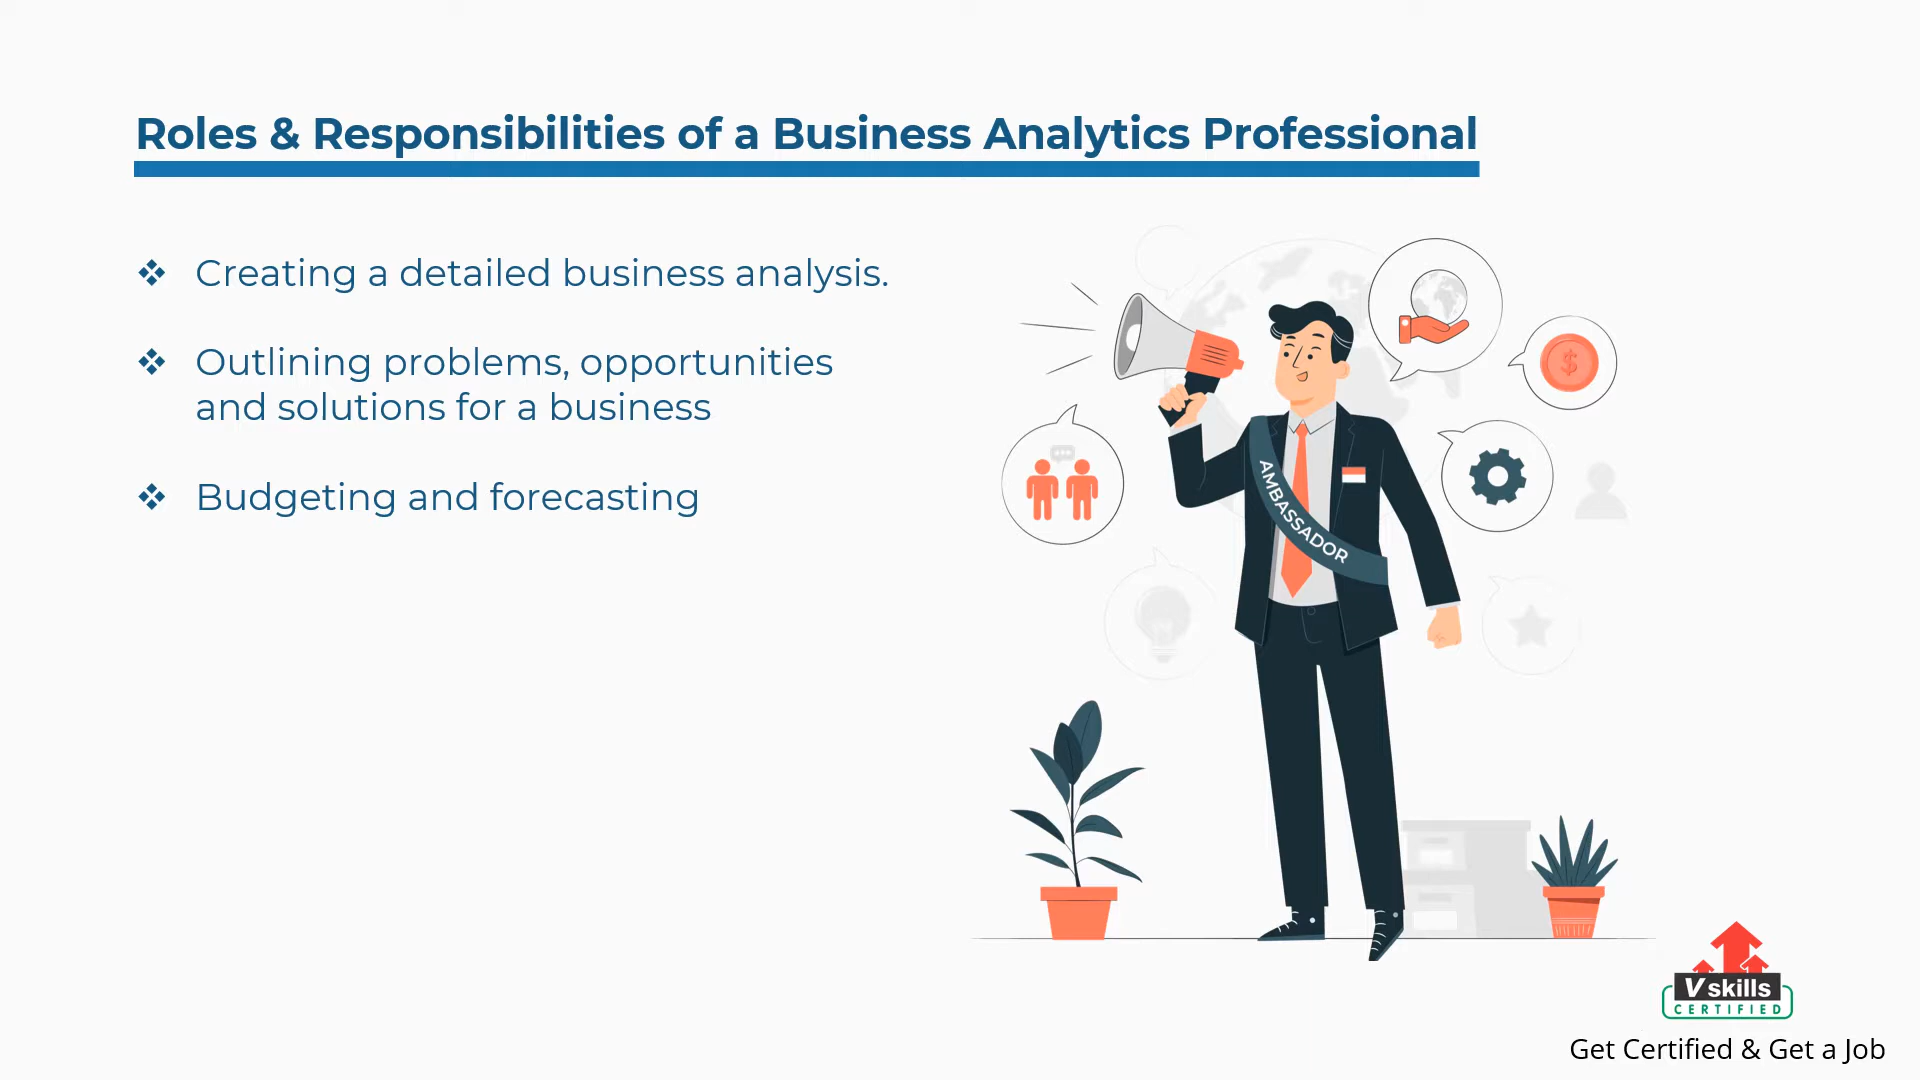 Roles & Responsibilities of a Business Analytics Professional
❖ Creating a detailed business analysis.
❖ Outlining problems, opportunities
and solutions for a business
❖ Budgeting and forecasting
AMBASSADOR
$
Vskills
CERTIFIED
Get Certified & Get a Job